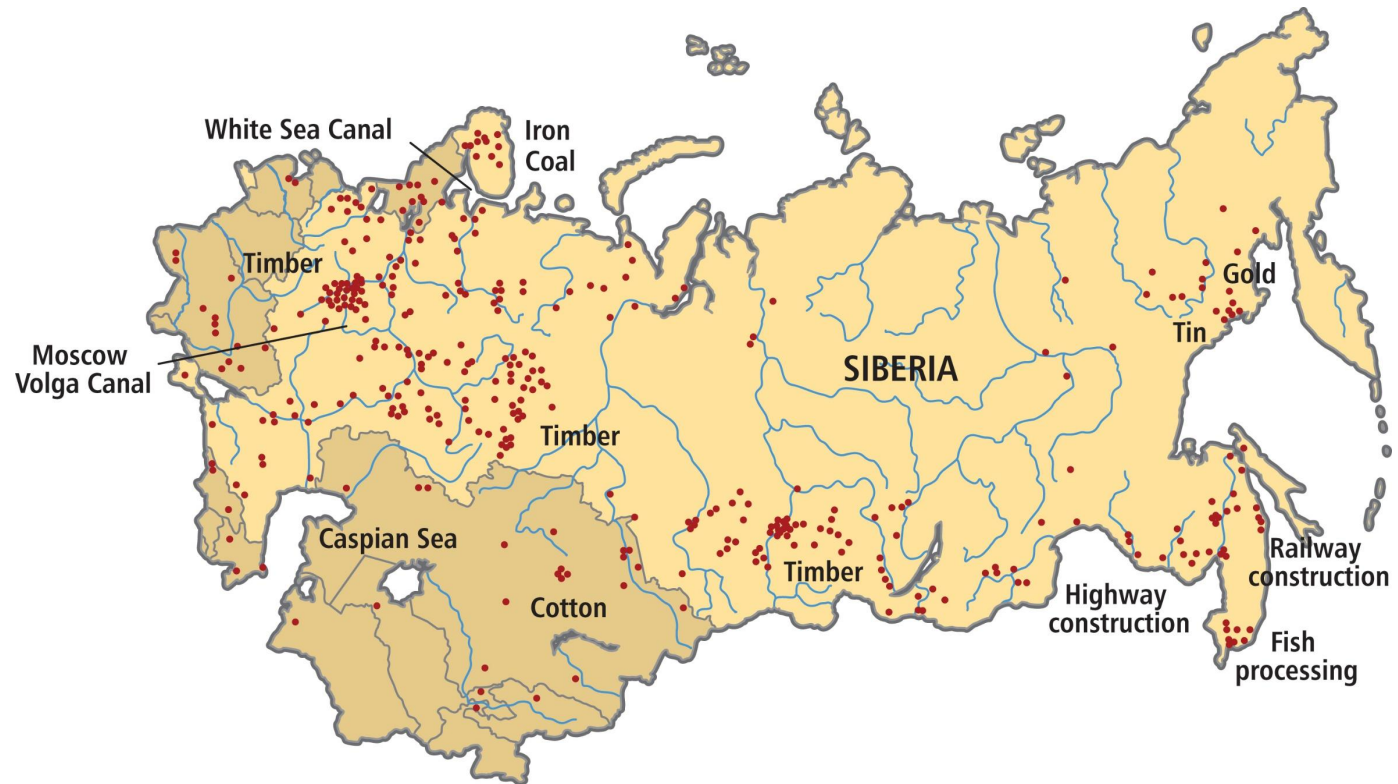 White Sea Canal
Iron
Coal
Timber
Moscow
Volga Canal
Gold
Tin
SIBERIA
Timber
Caspian Sea
Cotton
Timber
Highway
construction
Railway
construction
Fish
processing